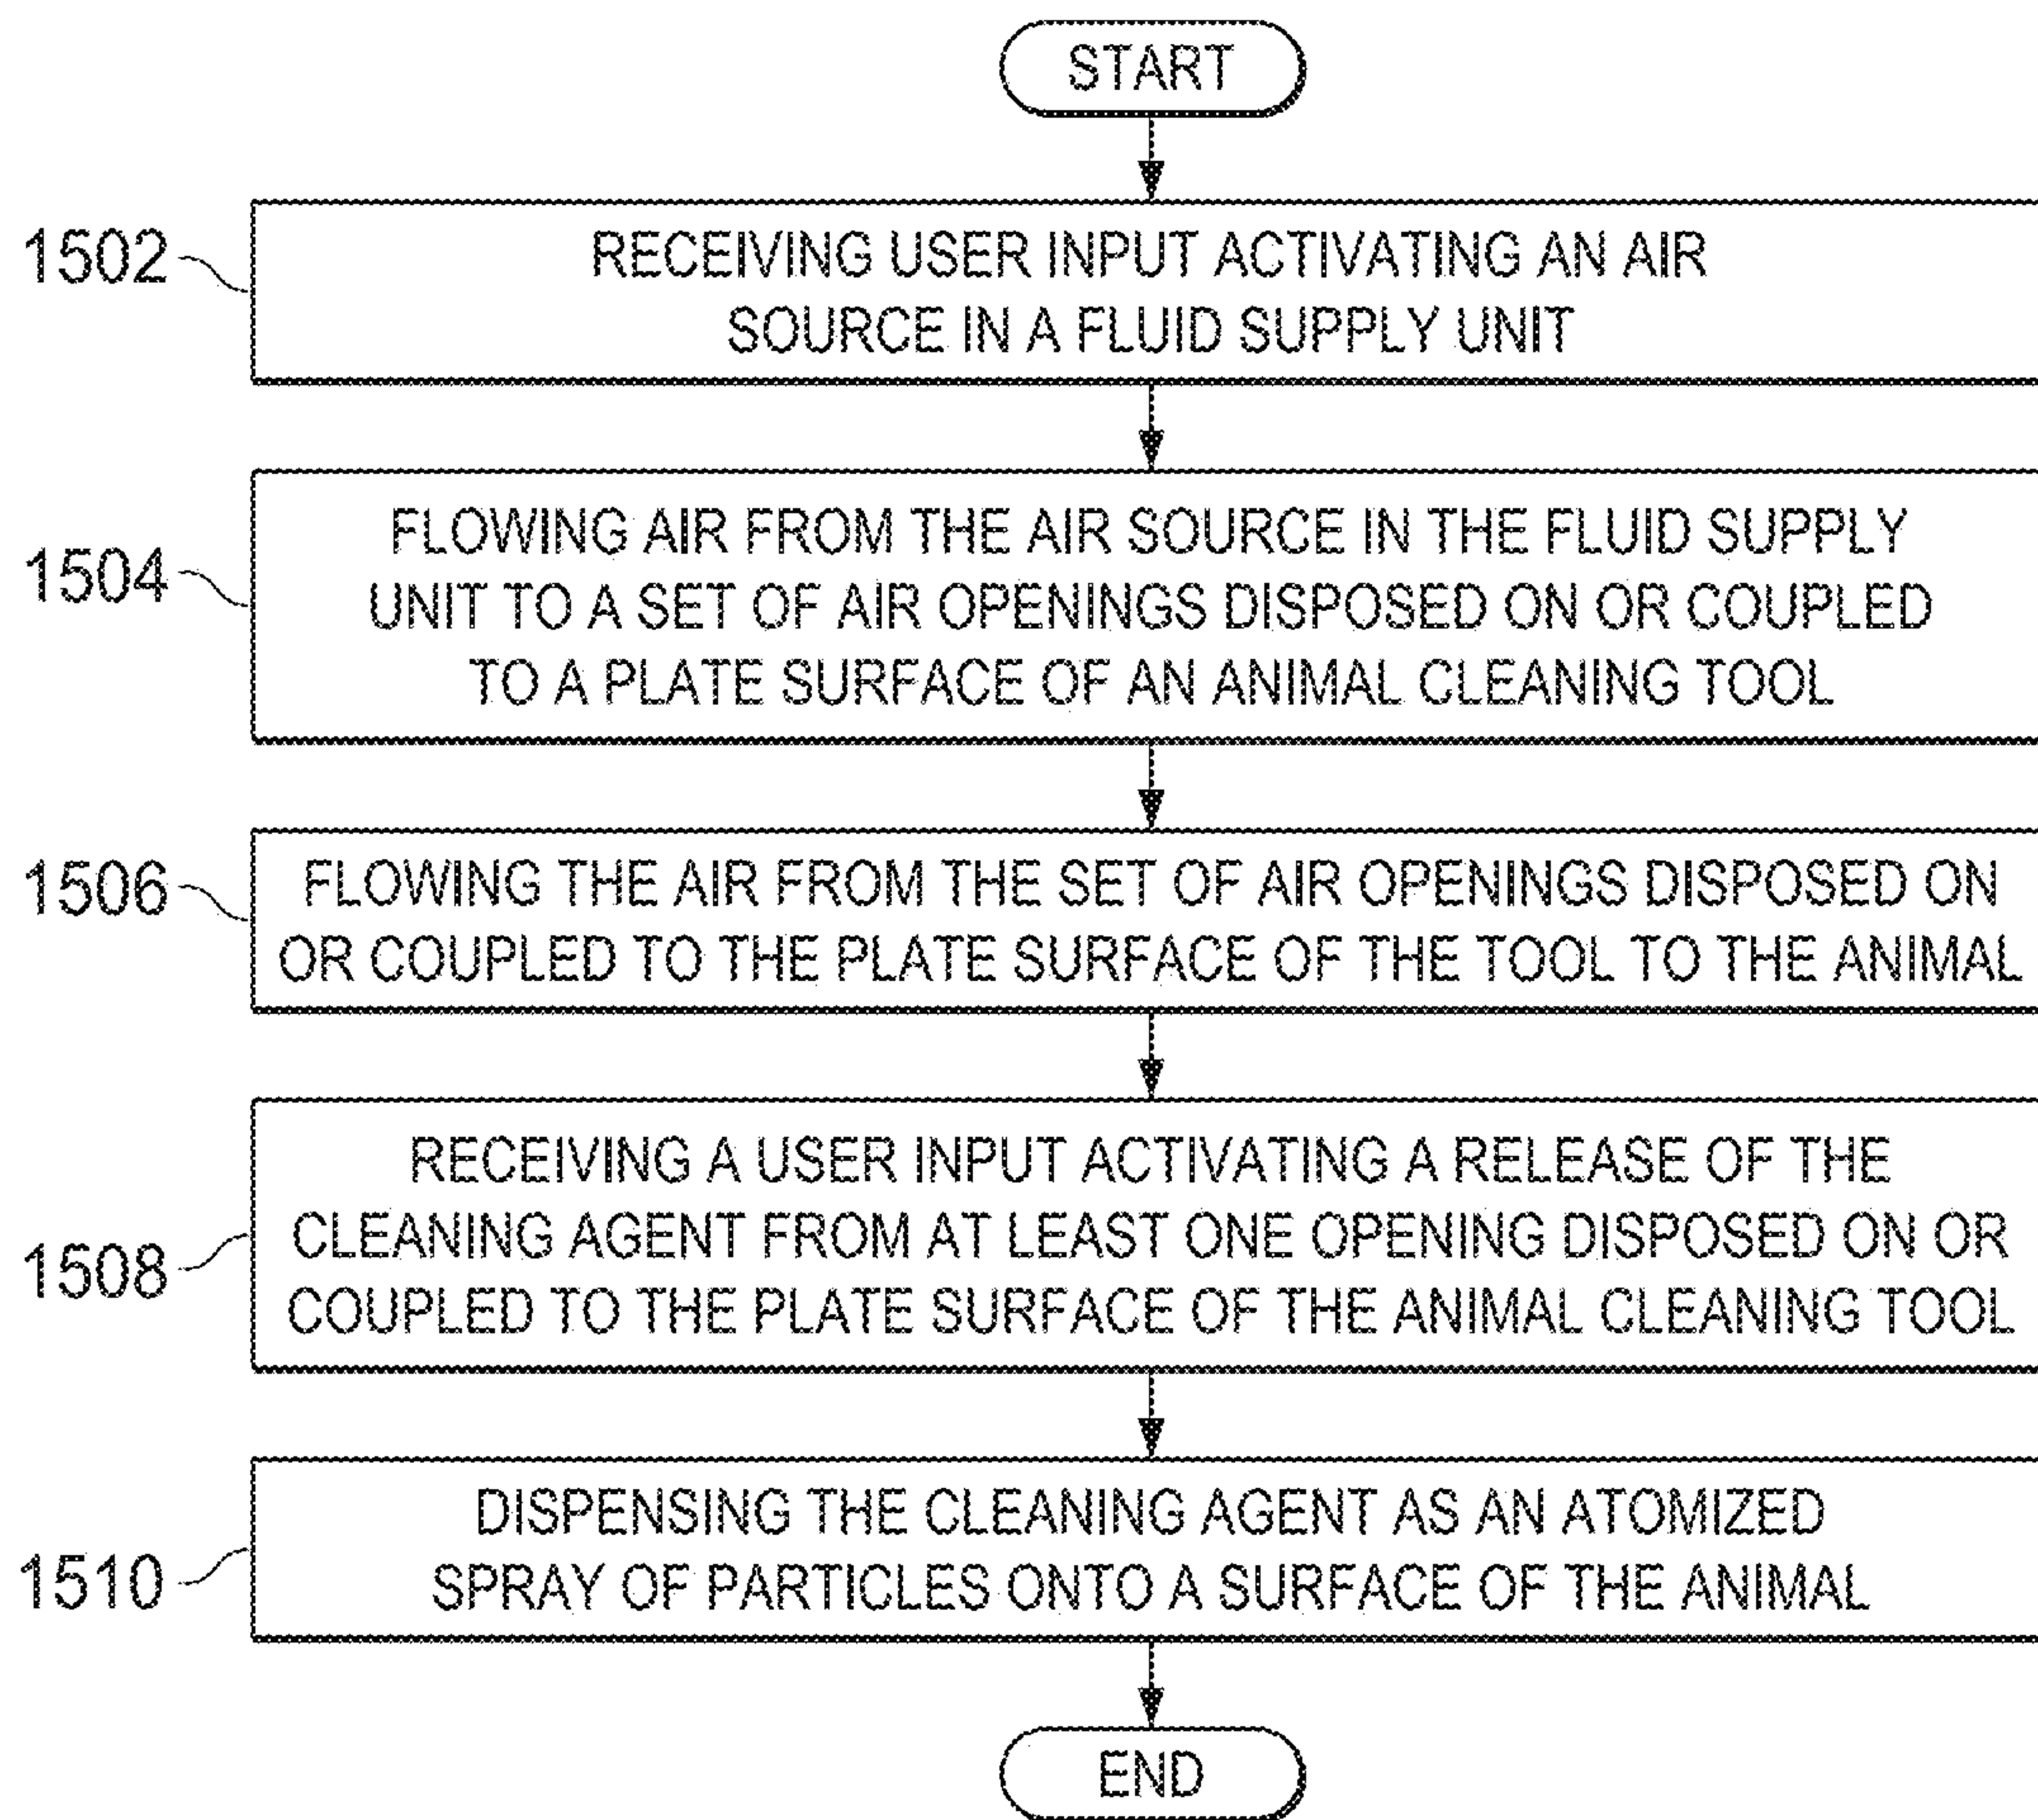 START
1502
RECEIVING USER INPUT ACTIVATING AN AIR
SOURCE IN A FLUID SUPPLY UNIT
1504
FLOWING AIR FROM THE AIR SOURCE IN THE FLUID SUPPLY
UNIT TO A SET OF AIR OPENINGS DISPOSED ON OR COUPLED
TO A PLATE SURFACE OF AN ANIMAL CLEANING TOOL
1506
FLOWING THE AIR FROM THE SET OF AIR OPENINGS DISPOSED ON
OR COUPLED TO THE PLATE SURFACE OF THE TOOL TO THE ANIMAL
1508
RECEIVING A USER INPUT ACTIVATING A RELEASE OF THE
CLEANING AGENT FROM AT LEAST ONE OPENING DISPOSED ON OR
COUPLED TO THE PLATE SURFACE OF THE ANIMAL CLEANING TOOL
1510
DISPENSING THE CLEANING AGENT AS AN ATOMIZED
SPRAY OF PARTICLES ONTO A SURFACE OF THE ANIMAL
END